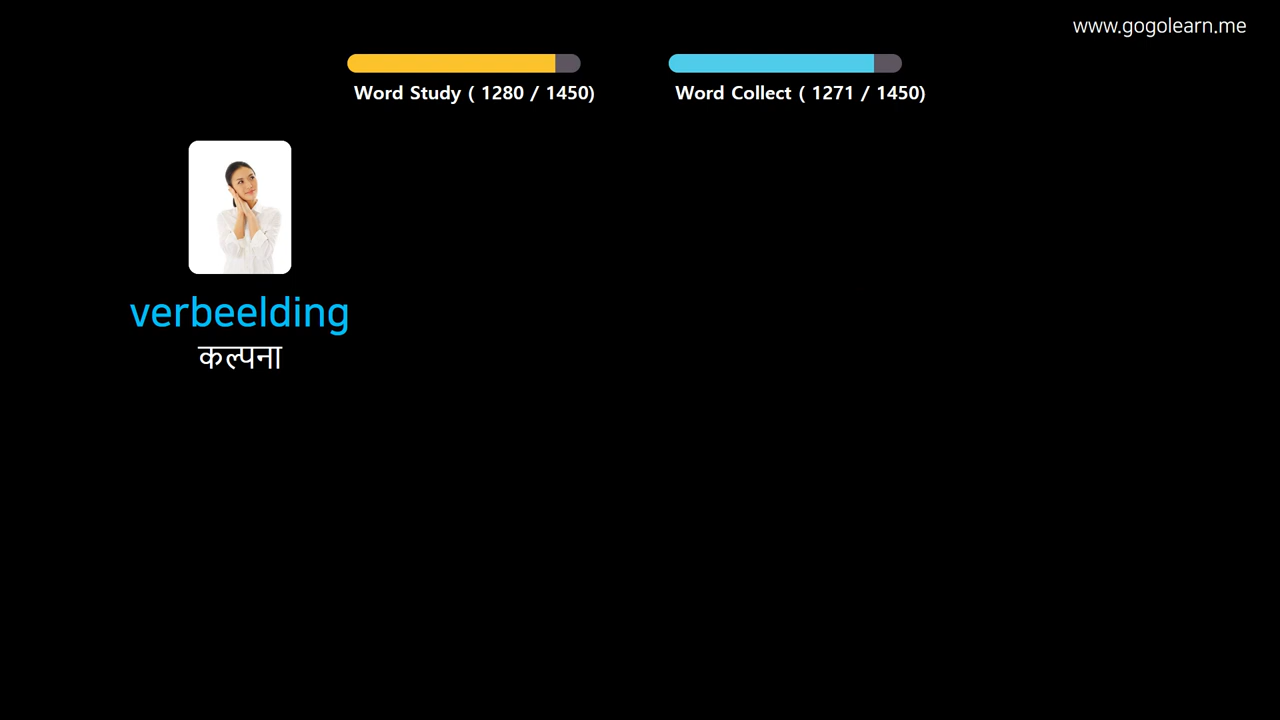 www.gogolearn.me
Word Study ( 1280 / 1450)
Word Collect ( 1271 / 1450)
verbeelding
कल्पना